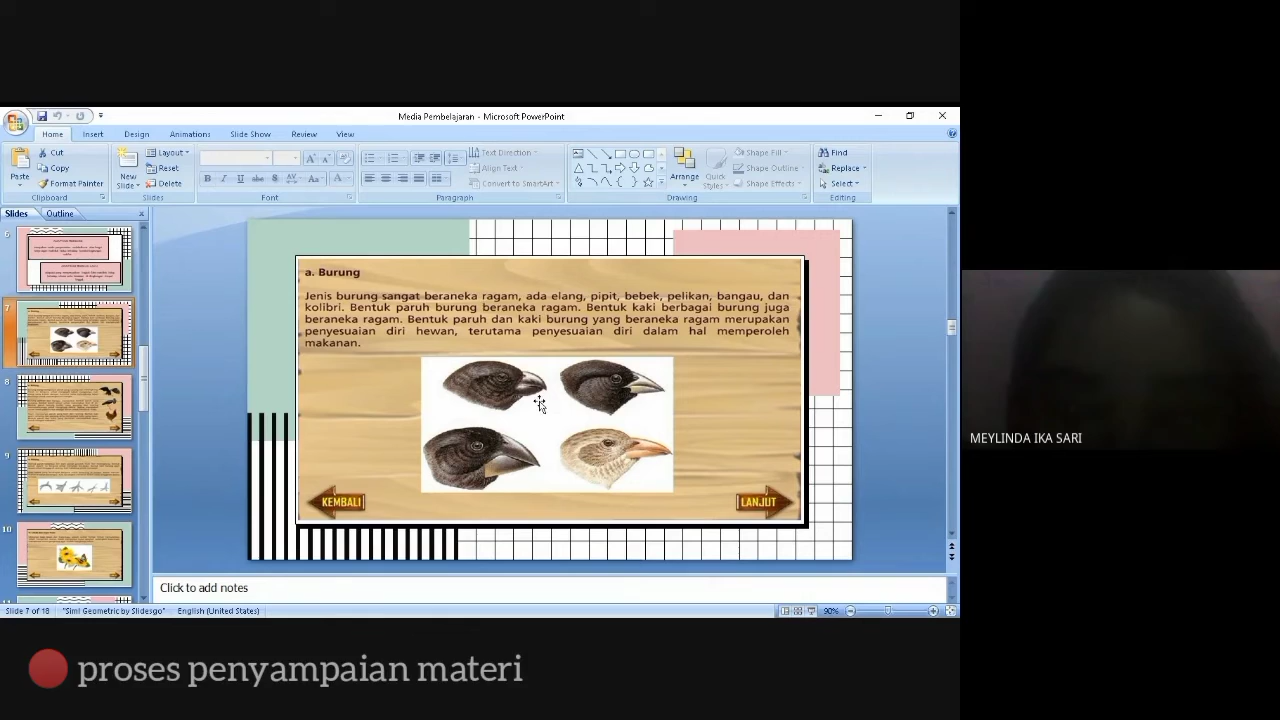 Media Pembelajaran - Microsoft PowerPoint
Home Insert Design Animations Slide Show Review View
Paste
Cut
Copy
Format Painter
Clipboard
New Slide
Layout
Reset
Delete
Slides
Font
Text Direction
Align Text
Convert to SmartArt
Paragraph
Arrange
Quick Styles
Shape Fill
Shape Outline
Shape Effects
Drawing
Find
Replace
Select
Editing
Slides Outline
6
7
8
9
10
a. Burung
Jenis burung sangat beraneka ragam, ada elang, pipit, bebek, pelikan, bangau, dan
kolibri. Bentuk paruh burung beraneka ragam. Bentuk kaki berbagai burung juga
beraneka ragam. Bentuk paruh dan kaki burung yang beraneka ragam merupakan
penyesuaian diri hewan, terutama penyesuaian diri dalam hal memperoleh
makanan.
KEMBALI
LANJUT
MEYLINDA IKA SARI
Click to add notes
Slide 7 of 18 "Simi Geometric by Slidesgo" English (United States) 90%
proses penyampaian materi